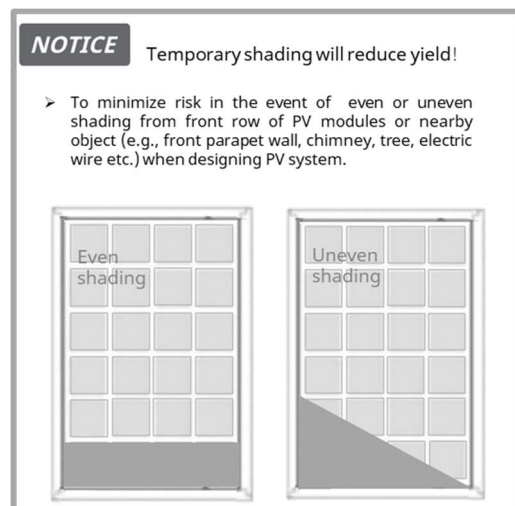 NOTICE
Temporary shading will reduce yield!
➢ To minimize risk in the event of even or uneven
shading from front row of PV modules or nearby
object (e.g., front parapet wall, chimney, tree, electric
wire etc.) when designing PV system.
Even
shading
Uneven
shading